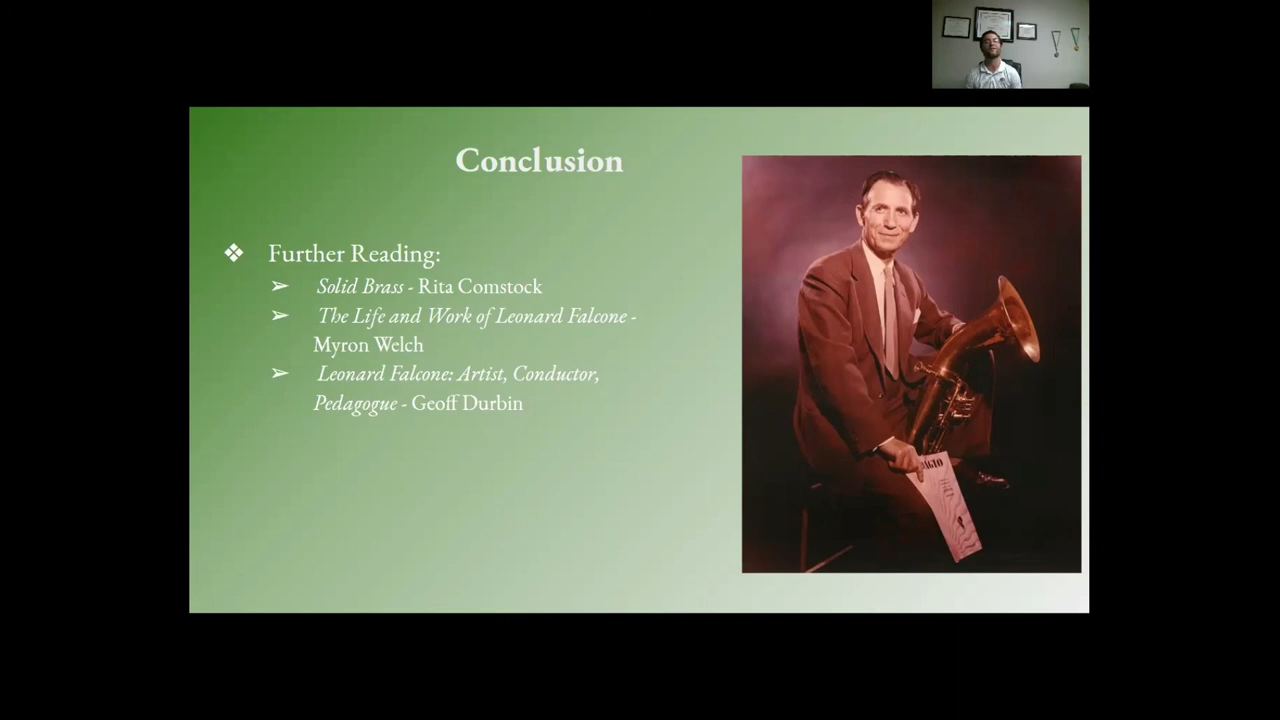 Conclusion
❖ Further Reading:
➢ Solid Brass - Rita Comstock
➢ The Life and Work of Leonard Falcone -
Myron Welch
➢ Leonard Falcone: Artist, Conductor,
Pedagogue - Geoff Durbin